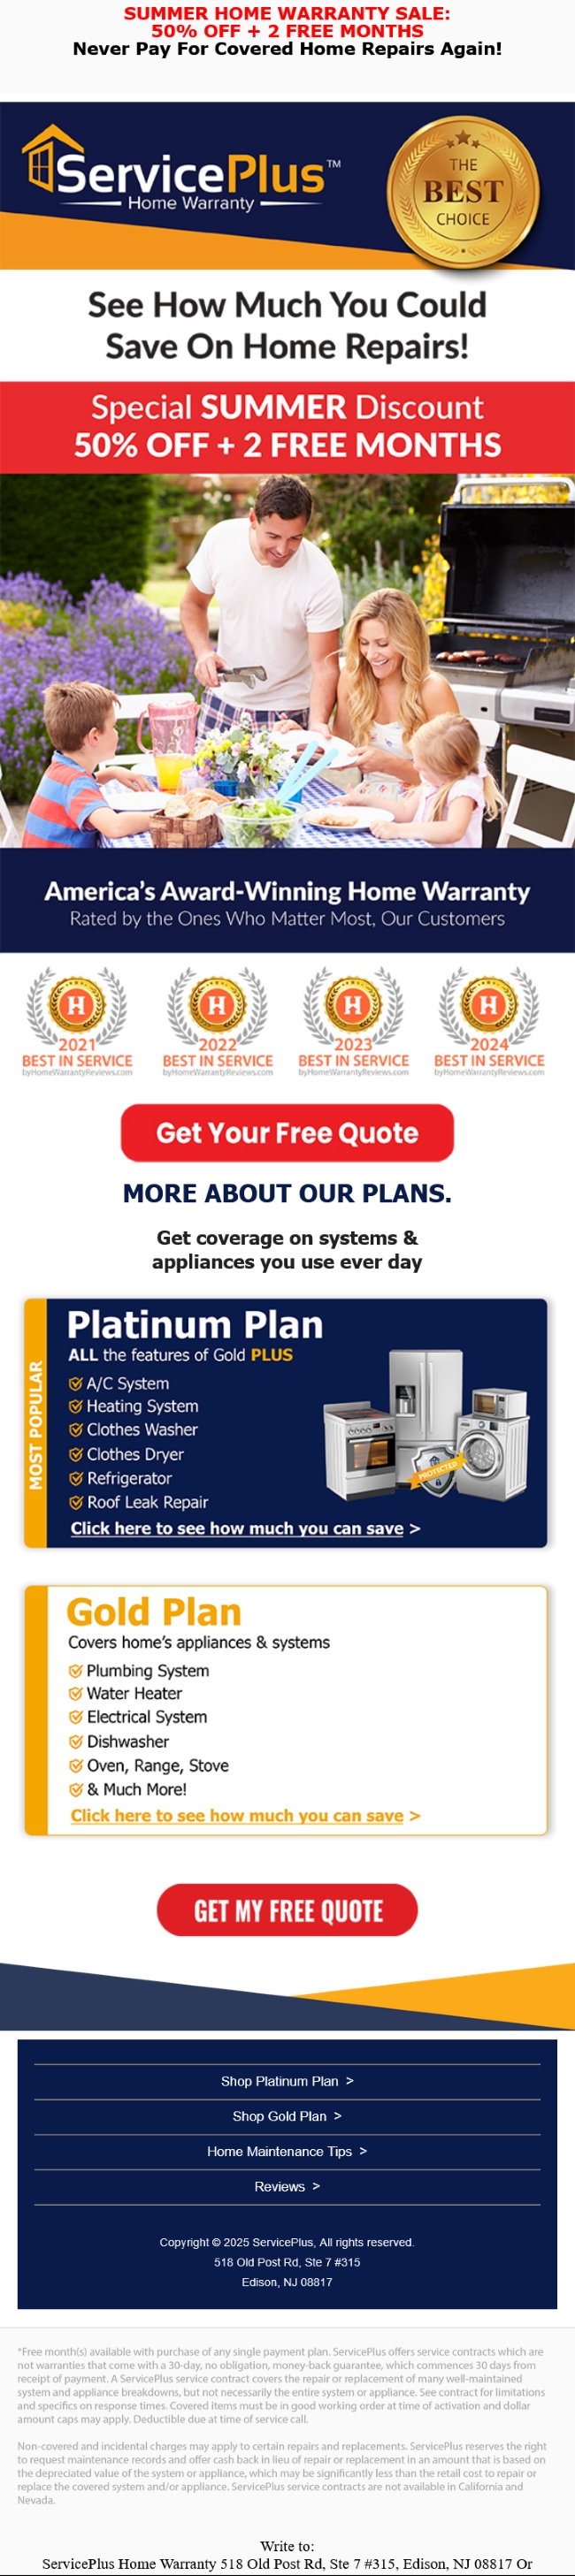 SUMMER HOME WARRANTY SALE:
50% OFF + 2 FREE MONTHS
Never Pay For Covered Home Repairs Again!
ServicePlus™
Home Warranty
THE
BEST
CHOICE
See How Much You Could
Save On Home Repairs!
Special SUMMER Discount
50% OFF + 2 FREE MONTHS
America's Award-Winning Home Warranty
Rated by the Ones Who Matter Most, Our Customers
H H H H
2021 2022 2023 2024
BEST IN SERVICE BEST IN SERVICE BEST IN SERVICE BEST IN SERVICE
byHomeWarrantyReviews.com byHomeWarrantyReviews.com byHomeWarrantyReviews.com byHomeWarrantyReviews.com
Get Your Free Quote
MORE ABOUT OUR PLANS.
Get coverage on systems &
appliances you use ever day
MOST POPULAR
Platinum Plan
ALL the features of Gold PLUS
A/C System
Heating System
Clothes Washer
Clothes Dryer
Refrigerator
Roof Leak Repair
PROTECTED
Click here to see how much you can save >
Gold Plan
Covers home's appliances & systems
Plumbing System
Water Heater
Electrical System
Dishwasher
Oven, Range, Stove
& Much More!
Click here to see how much you can save >
GET MY FREE QUOTE
Shop Platinum Plan >
Shop Gold Plan >
Home Maintenance Tips >
Reviews >
Copyright © 2025 ServicePlus, All rights reserved.
518 Old Post Rd, Ste 7 #315
Edison, NJ 08817
*Free month(s) available with purchase of any single payment plan. ServicePlus offers service contracts which are
not warranties that come with a 30-day, no obligation, money-back guarantee, which commences 30 days from
receipt of payment. A ServicePlus service contract covers the repair or replacement of many well-maintained
system and appliance breakdowns, but not necessarily the entire system or appliance. See contract for limitations
and specifics on response times. Covered items must be in good working order at time of activation and dollar
amount caps may apply. Deductible due at time of service call.
Non-covered and incidental charges may apply to certain repairs and replacements. ServicePlus reserves the right
to request maintenance records and offer cash back in lieu of repair or replacement in an amount that is based on
the depreciated value of the system or appliance, which may be significantly less than the retail cost to repair or
replace the covered system and/or appliance. ServicePlus service contracts are not available in California and
Nevada.
Write to:
ServicePlus Home Warranty 518 Old Post Rd, Ste 7 #315, Edison, NJ 08817 Or